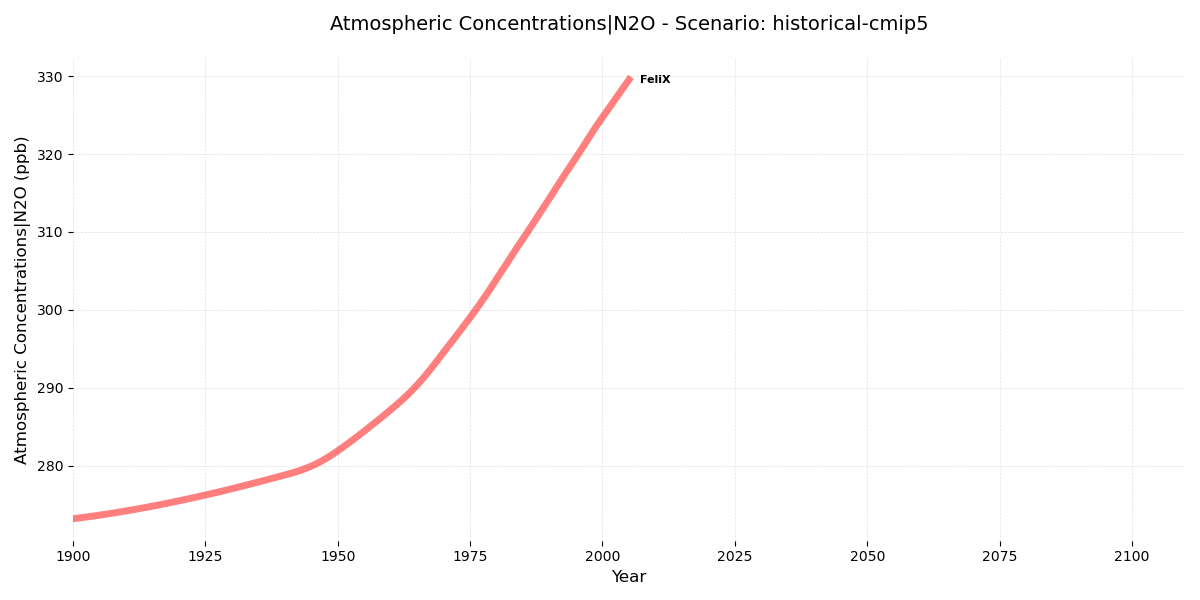 Atmospheric Concentrations|N2O - Scenario: historical-cmip5
Atmospheric Concentrations|N2O (ppb)
330
320
310
300
290
280
FeliX
1900 1925 1950 1975 2000 2025 2050 2075 2100
Year